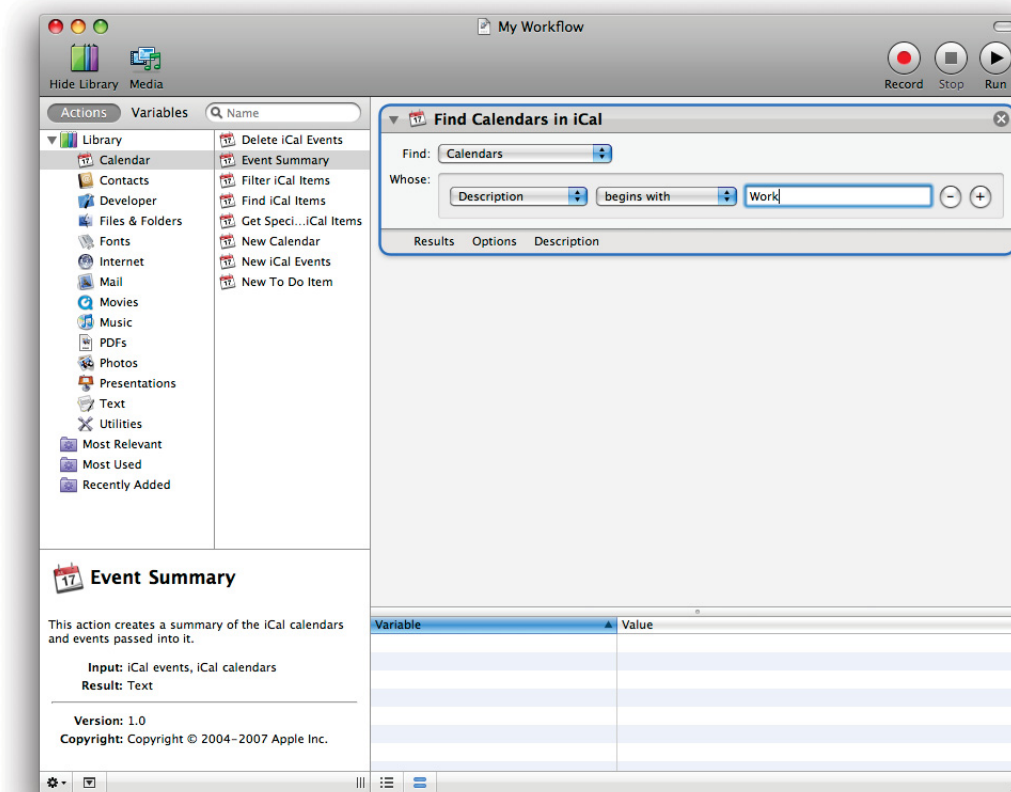 My Workflow
Hide Library Media
Record Stop Run
Actions Variables Name
Library
Calendar
Contacts
Developer
Files & Folders
Fonts
Internet
Mail
Movies
Music
PDFs
Photos
Presentations
Text
Utilities
Most Relevant
Most Used
Recently Added
Delete iCal Events
Event Summary
Filter iCal Items
Find iCal Items
Get Speci...iCal Items
New Calendar
New iCal Events
New To Do Item
17 Find Calendars in iCal
Find: Calendars
Whose:
Description begins with Work
Results Options Description
17 Event Summary
This action creates a summary of the iCal calendars
and events passed into it.
Input: iCal events, iCal calendars
Result: Text
Version: 1.0
Copyright: Copyright © 2004-2007 Apple Inc.
Variable Value